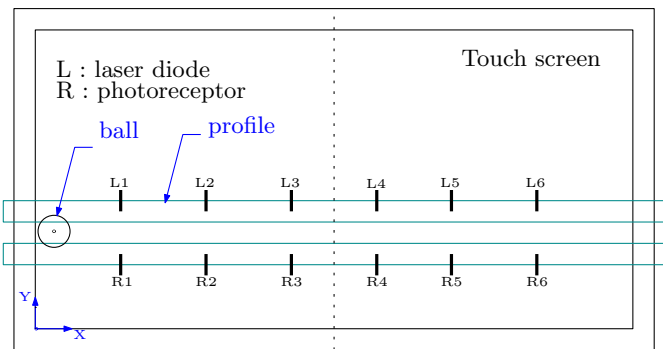 Touch screen
L : laser diode
R : photoreceptor
ball
profile
L1 L2 L3 L4 L5 L6
R1 R2 R3 R4 R5 R6
Y
X